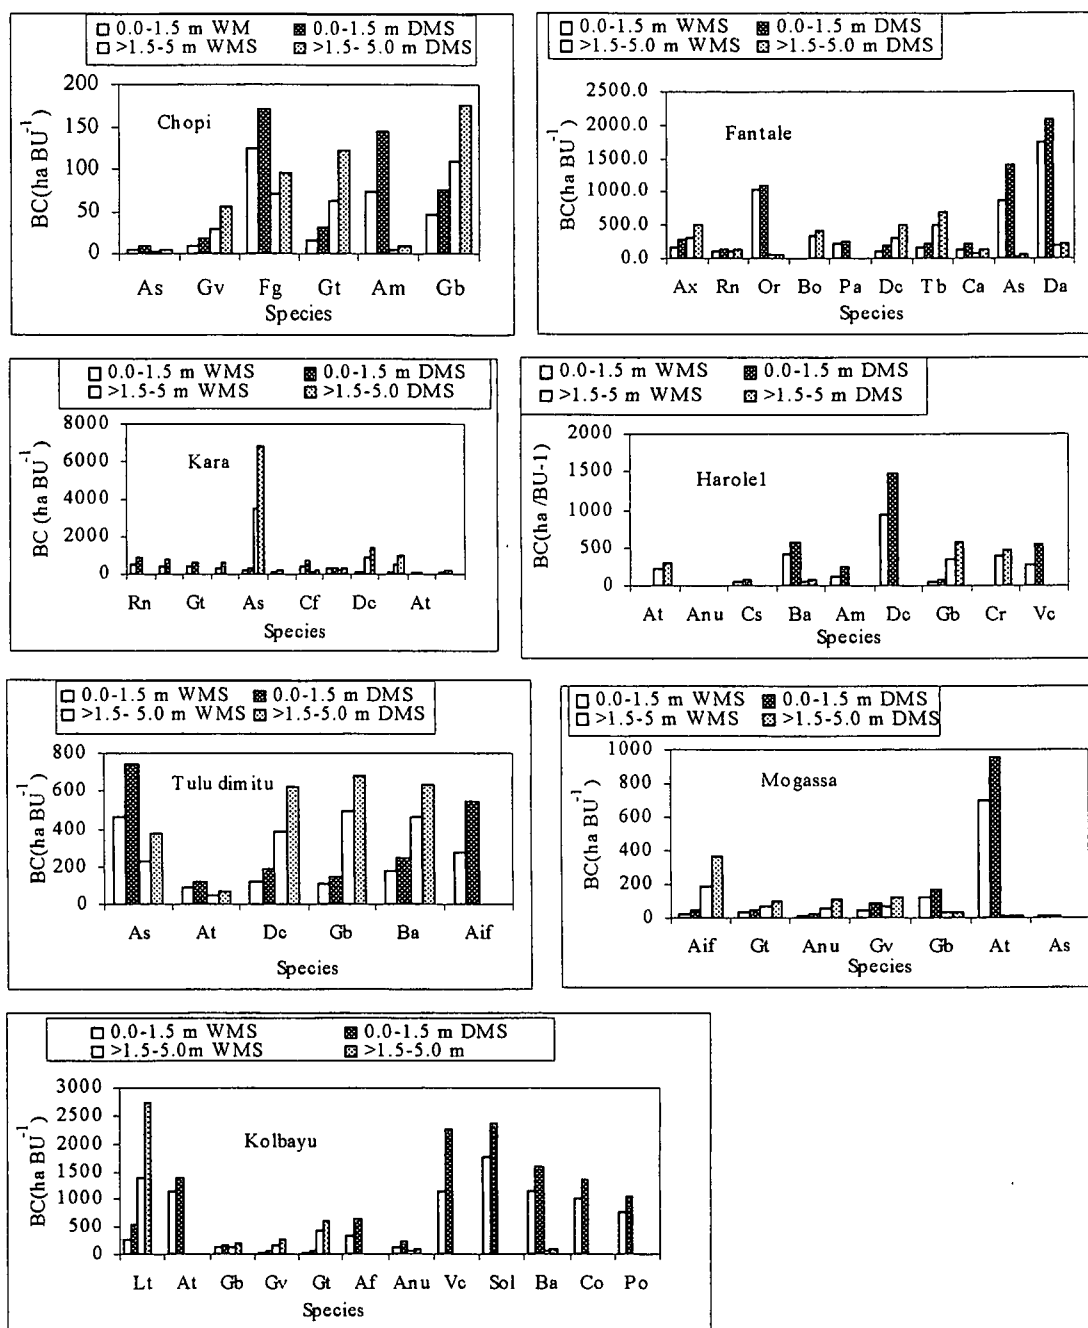 0.0-1.5 m WM 0.0-1.5 m DMS
>1.5-5 m WMS >1.5- 5.0 m DMS
200
150
100
50
0
BC(ha BU-1)
Chopi
As Gv Fg Gt Am Gb
Species
0.0-1.5 m WMS 0.0-1.5 m DMS
>1.5-5.0 m WMS >1.5-5.0 m DMS
2500.0
2000.0
1500.0
1000.0
500.0
0.0
BC(ha BU-1)
Fantale
Ax Rn Or Bo Pa Dc Tb Ca As Da
Species
0.0-1.5 m WMS 0.0-1.5 m DMS
>1.5-5 m WMS >1.5-5.0 DMS
8000
6000
4000
2000
0
BC (ha BU-1)
Kara
Rn Gt As Cf Dc At
Species
0.0-1.5 m WMS 0.0-1.5 m DMS
>1.5-5 m WMS >1.5-5 m DMS
2000
1500
1000
500
0
BC(ha /BU-1)
Harole1
At Anu Cs Ba Am Dc Gb Cr Vc
Species
0.0-1.5 m WMS 0.0-1.5 m DMS
>1.5- 5.0 m WMS >1.5-5.0 m DMS
800
600
400
200
0
BC(ha BU-1)
Tulu dimitu
As At Dc Gb Ba Aif
Species
0.0-1.5 m WMS 0.0-1.5 m DMS
>1.5-5 m WMS >1.5-5.0 m DMS
1000
800
600
400
200
0
BC(ha BU-1)
Mogassa
Aif Gt Anu Gv Gb At As
Species
0.0-1.5 m WMS 0.0-1.5 m DMS
>1.5-5.0m WMS >1.5-5.0 m
3000
2500
2000
1500
1000
500
0
BC(ha BU-1)
Kolbayu
Lt At Gb Gv Gt Af Anu Vc Sol Ba Co Po
Species